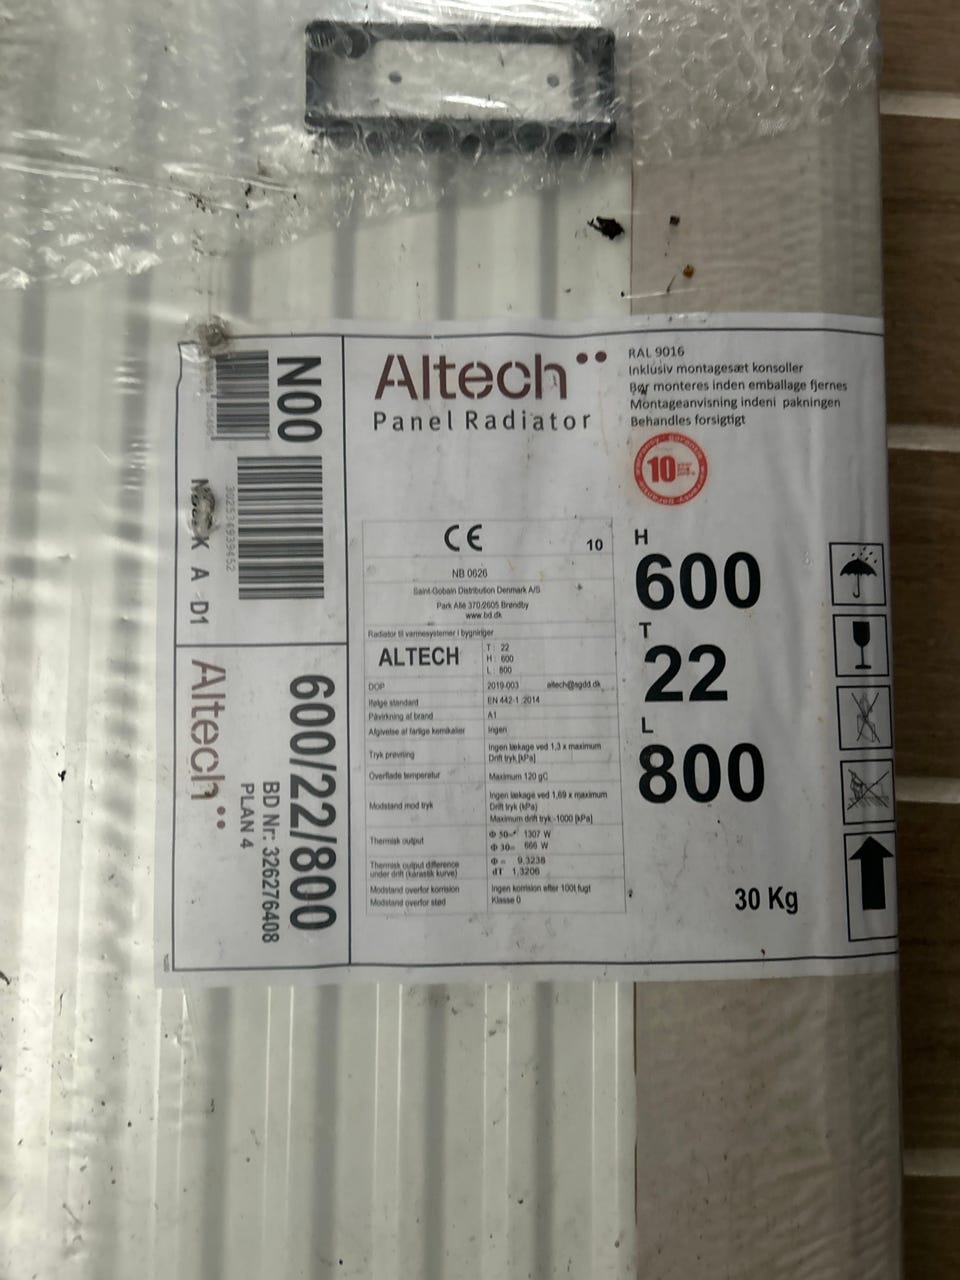 Altech
Panel Radiator
RAL 9016
Inklusiv montagesæt konsoller
Bør monteres inden emballage fjernes
Montageanvisning indeni pakningen
Behandles forsigtigt
10
H
600
T
22
L
800
30 Kg
CE
10
NB 0626
Saint-Gobain Distribution Denmark A/S
Park Alle 370/2605 Brøndby
www.bd.dk
Radiator til varmesystemer i bygninger
ALTECH
T: 22
H: 600
L: 800
DOP 2019-003 altech@sgdd.dk
Ifølge standard EN 442-1 :2014
Påvirkning af brand A1
Afgivelse af farlige kemikalier Ingen
Tryk prøvning Ingen lækage ved 1,3 x maximum
Drift tryk [kPa]
Overflade temperatur Maximum 120 gC
Modstand mod tryk Ingen lækage ved 1,69 x maximum
Drift tryk (kPa)
Maximum drift tryk -1000 [kPa]
Thermisk output Φ 50= 1307 W
Φ 30= 666 W
Thermisk output difference Φ = 9,3238
under drift (karastik kurve) dT 1,3206
Modstand overfor korrision Ingen korrision efter 100t fugt
Modstand overfor stød Klasse 0
N00
3025934939452
A D1
600/22/800
BD Nr: 326276408
PLAN 4
Altech